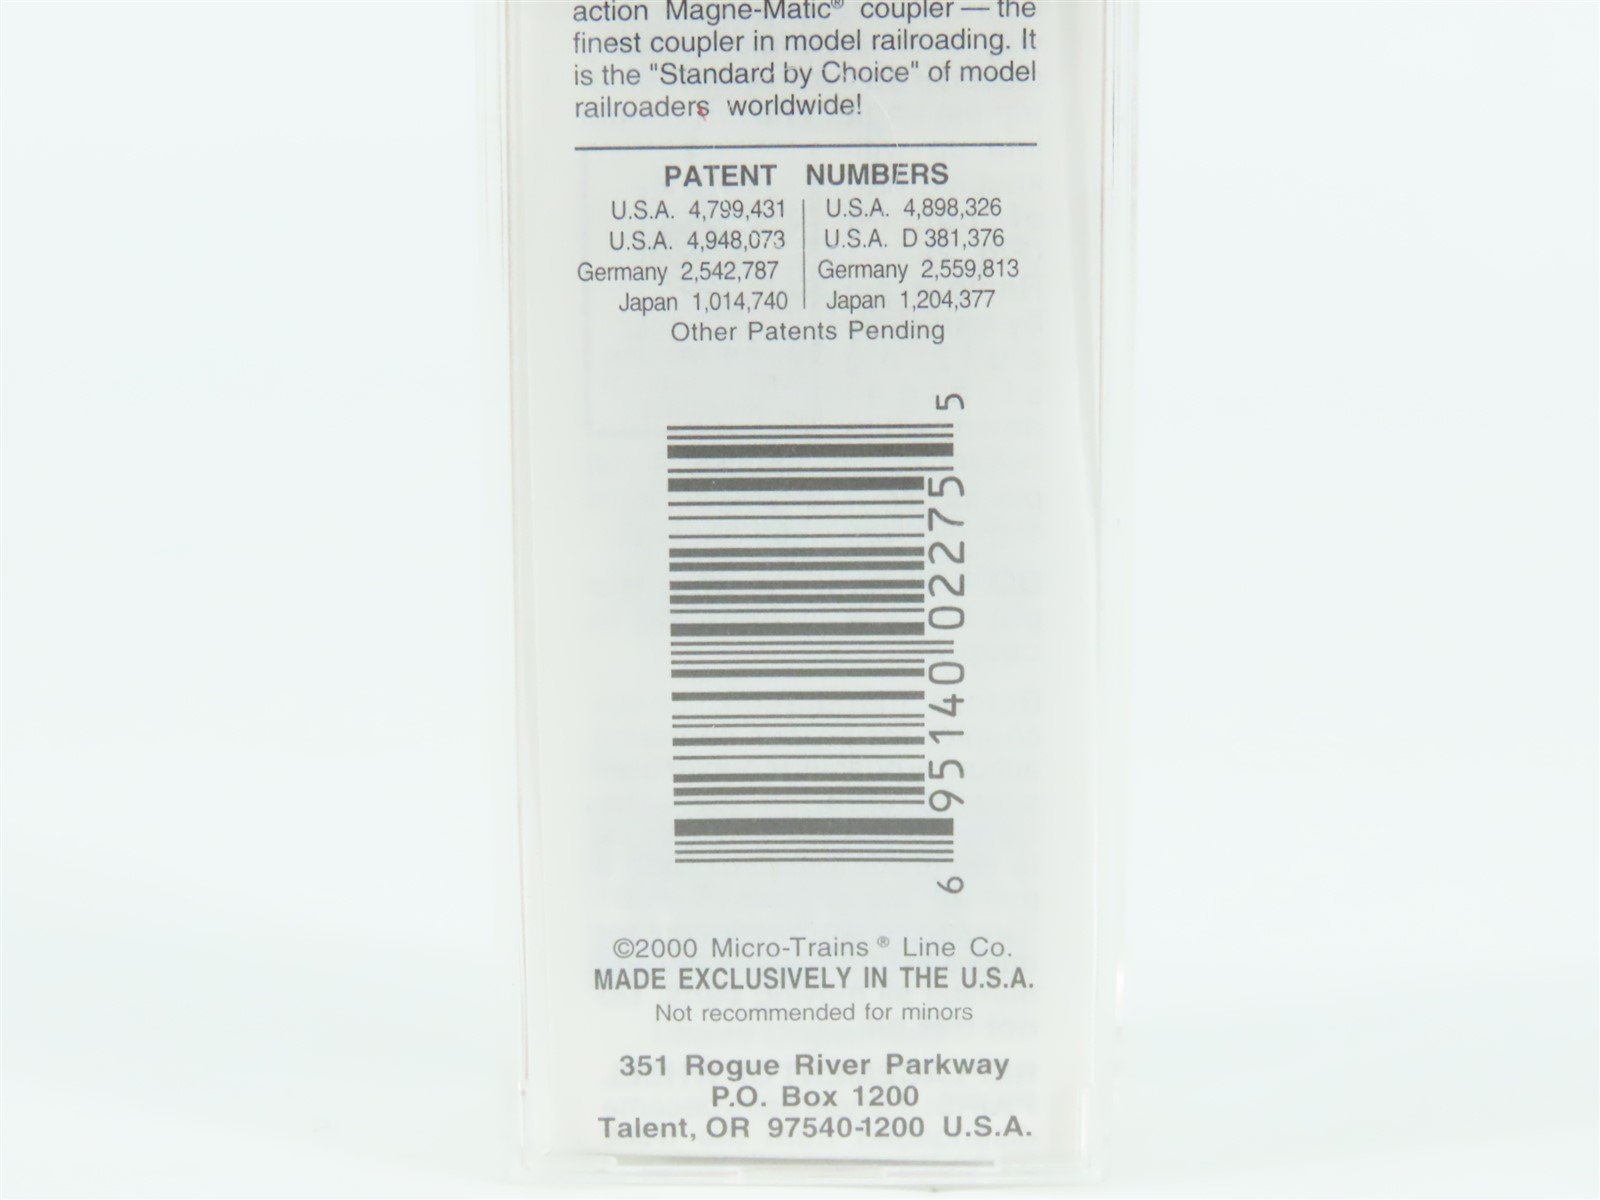 action Magne-Matic® coupler — the
finest coupler in model railroading. It
is the "Standard by Choice" of model
railroaders worldwide!
PATENT NUMBERS
U.S.A. 4,799,431 | U.S.A. 4,898,326
U.S.A. 4,948,073 | U.S.A. D 381,376
Germany 2,542,787 | Germany 2,559,813
Japan 1,014,740 | Japan 1,204,377
Other Patents Pending
6 95140 02275 5
©2000 Micro-Trains® Line Co.
MADE EXCLUSIVELY IN THE U.S.A.
Not recommended for minors
351 Rogue River Parkway
P.O. Box 1200
Talent, OR 97540-1200 U.S.A.